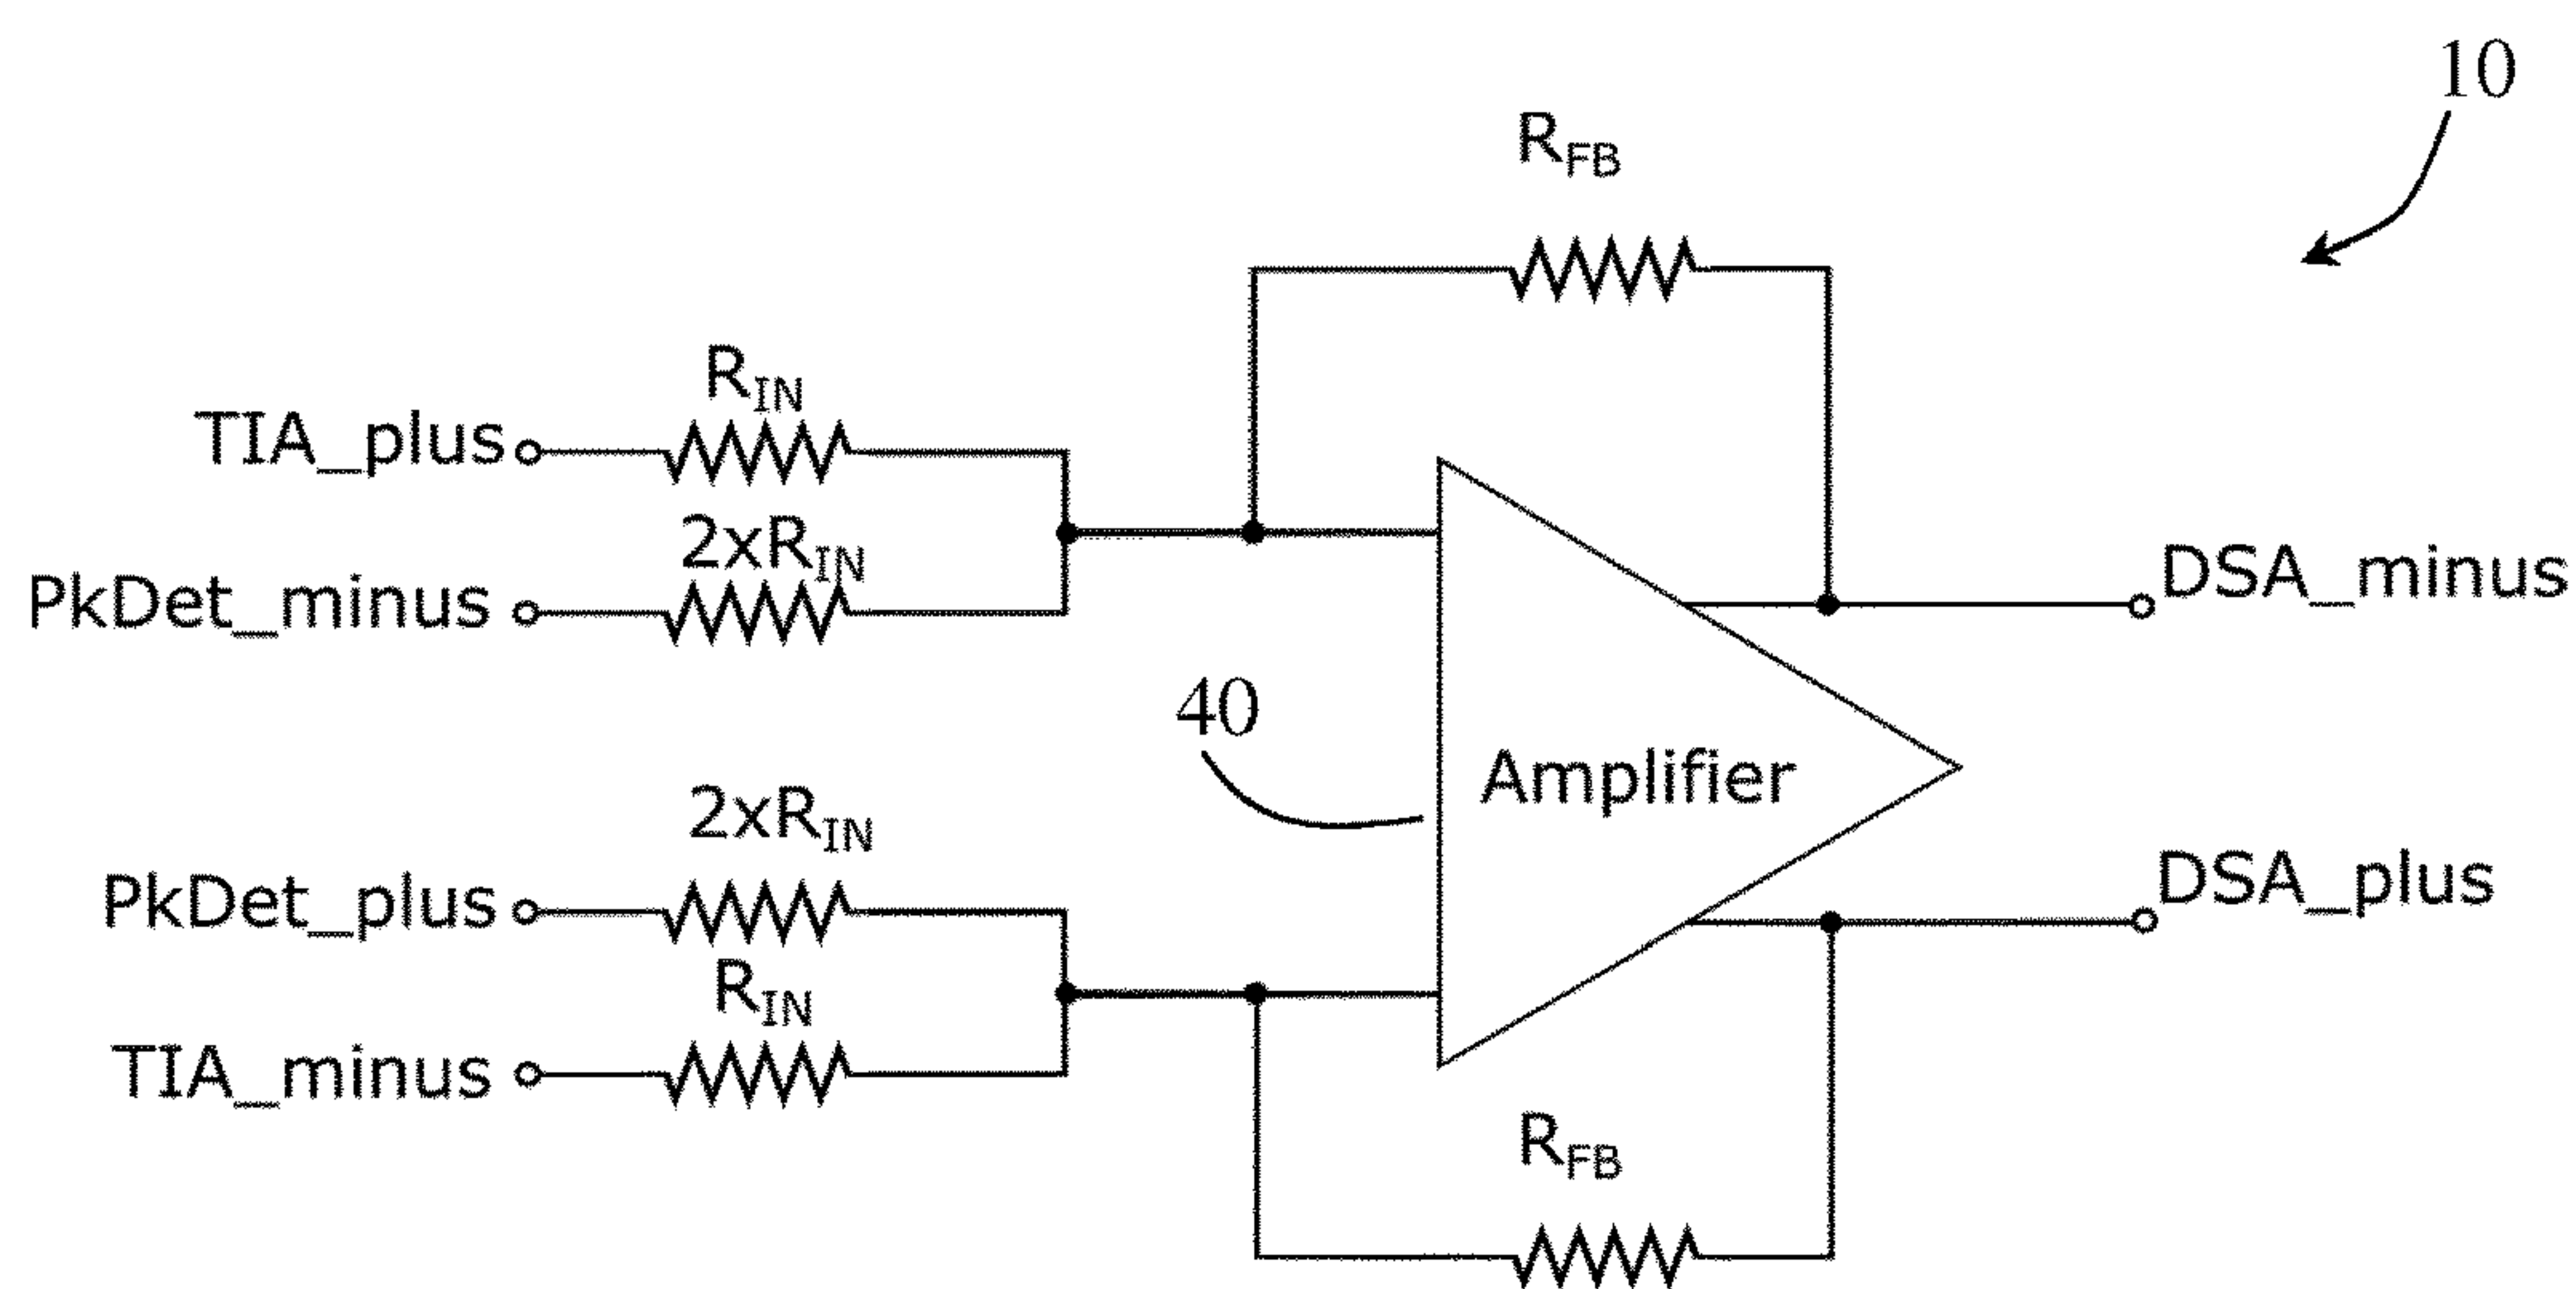 10
R_FB
R_IN
TIA_plus
2xR_IN
PkDet_minus
DSA_minus
40
Amplifier
2xR_IN
PkDet_plus
DSA_plus
R_IN
TIA_minus
R_FB